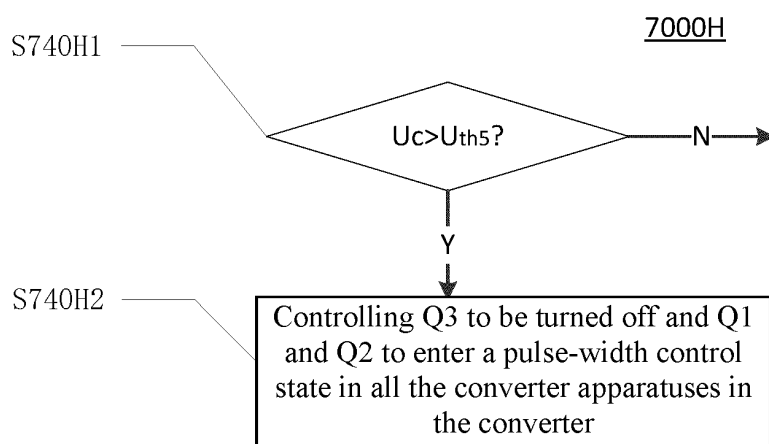 7000H
S740H1
Uc>Uth5?
N
Y
S740H2
Controlling Q3 to be turned off and Q1
and Q2 to enter a pulse-width control
state in all the converter apparatuses in
the converter